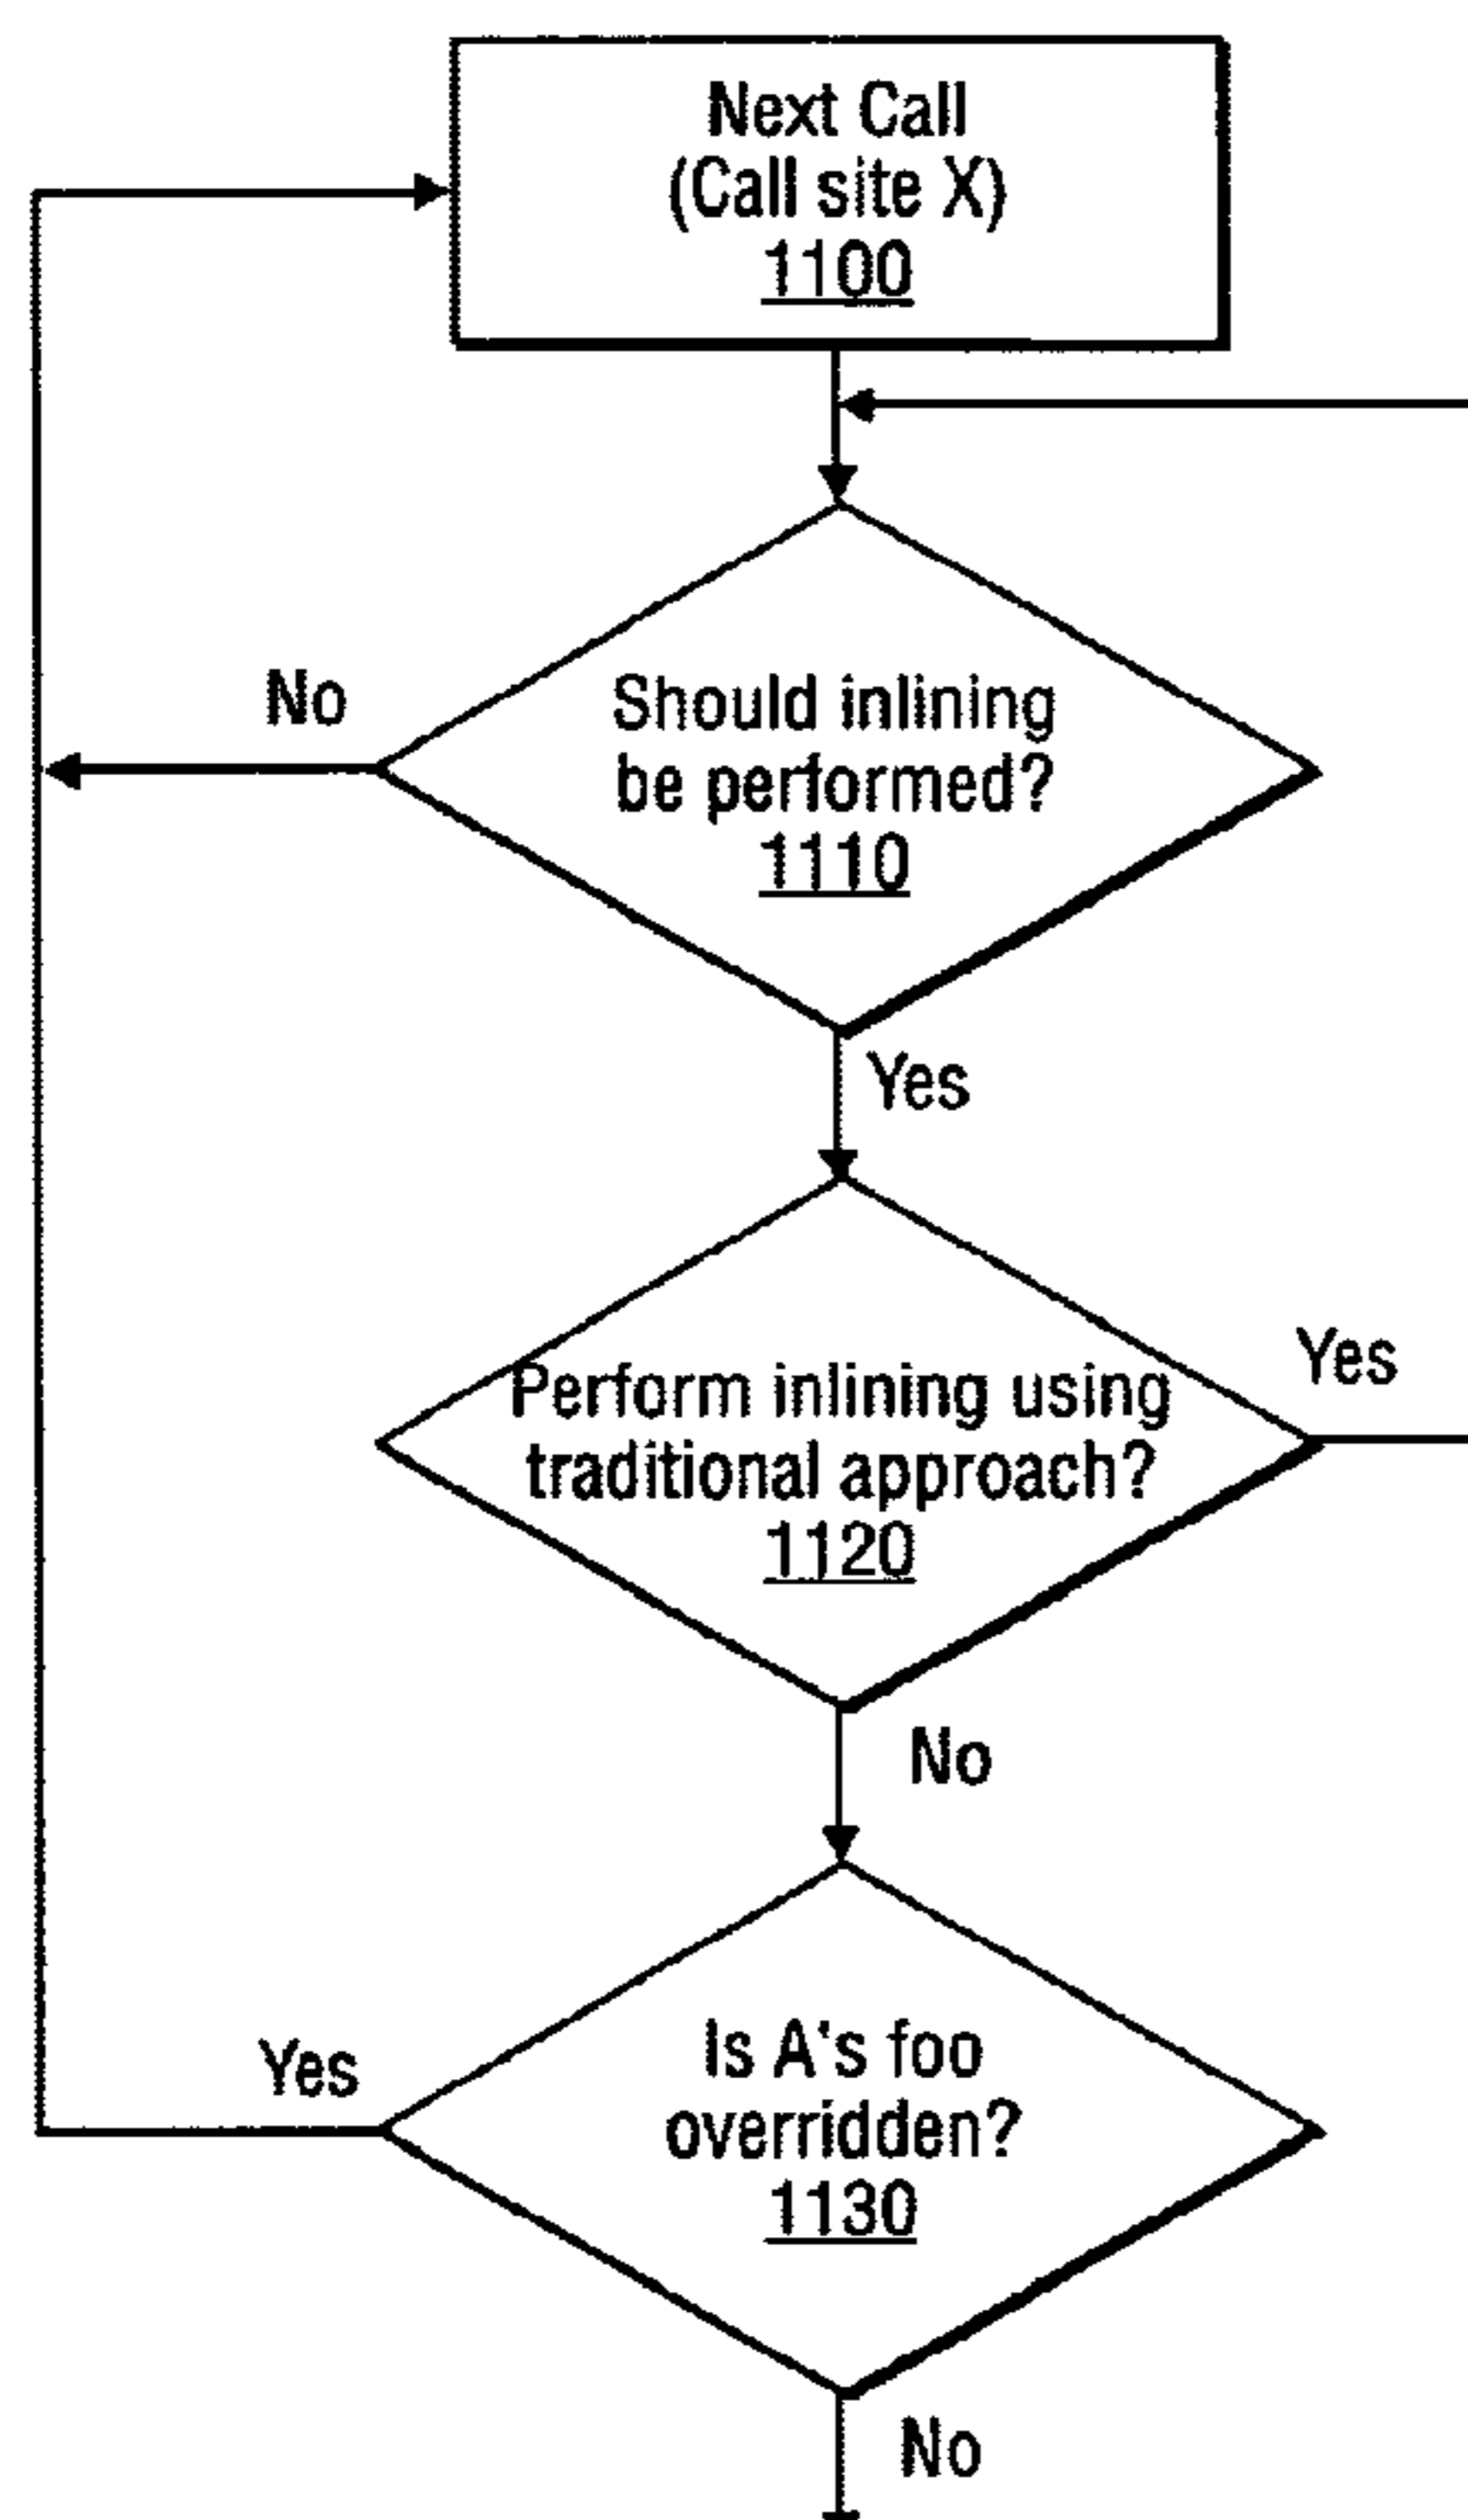 Next Call
(Call site X)
1100
No
Should inlining
be performed?
1110
Yes
Perform inlining using
traditional approach?
1120
Yes
No
Yes
Is A's foo
overridden?
1130
No